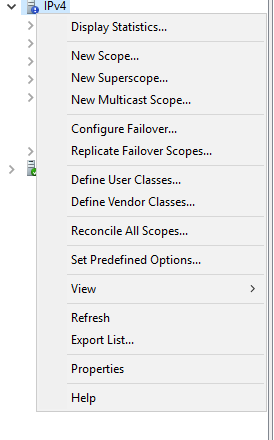 IPv4
Display Statistics...
New Scope...
New Superscope...
New Multicast Scope...
Configure Failover...
Replicate Failover Scopes...
Define User Classes...
Define Vendor Classes...
Reconcile All Scopes...
Set Predefined Options...
View
Refresh
Export List...
Properties
Help